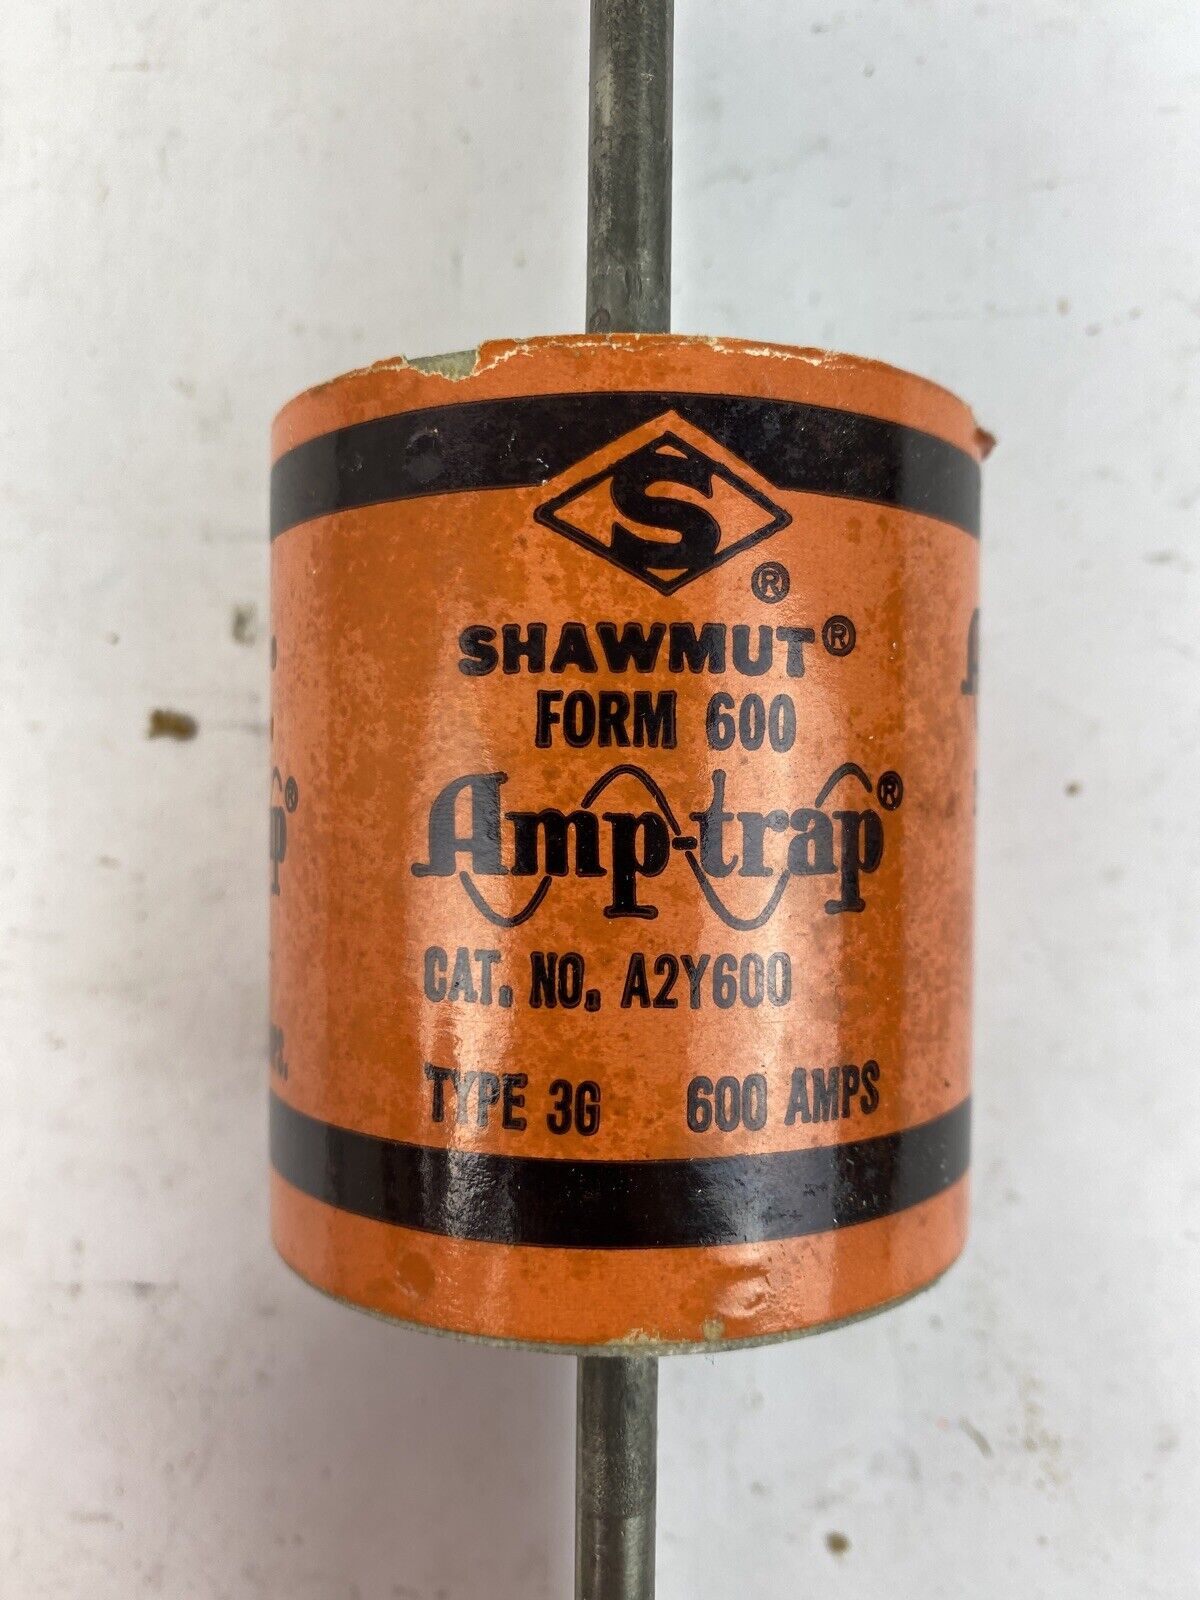 S ®
SHAWMUT®
FORM 600
Amp-trap®
CAT. NO. A2Y600
TYPE 3G 600 AMPS